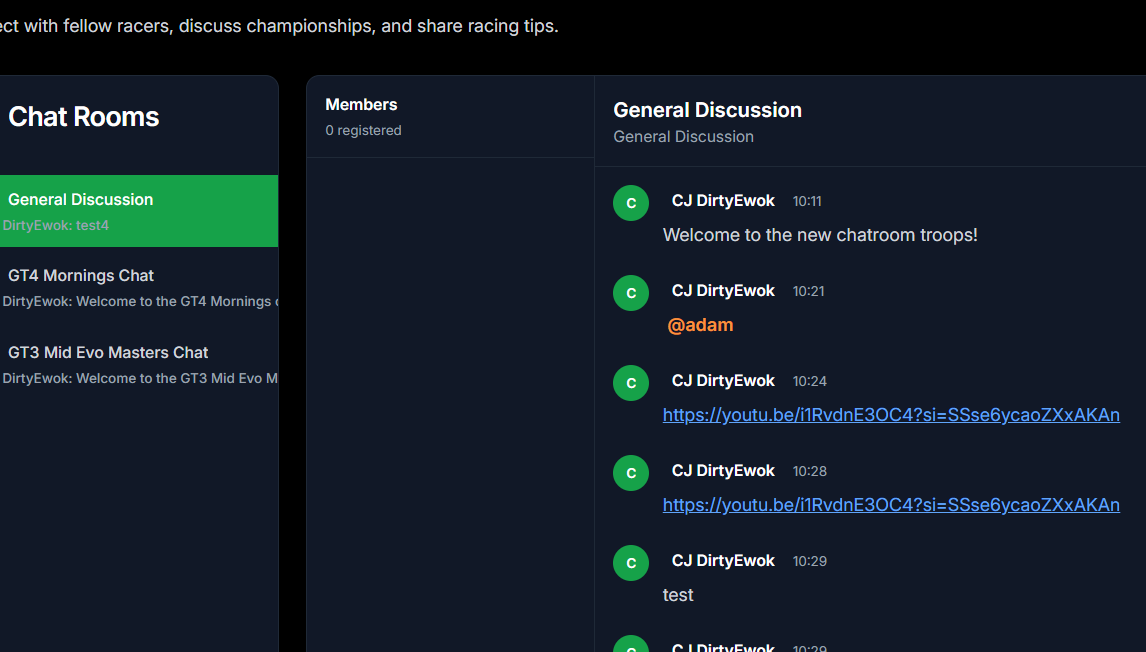 ect with fellow racers, discuss championships, and share racing tips.
Chat Rooms
General Discussion
DirtyEwok: test4
GT4 Mornings Chat
DirtyEwok: Welcome to the GT4 Mornings c
GT3 Mid Evo Masters Chat
DirtyEwok: Welcome to the GT3 Mid Evo M
Members
0 registered
General Discussion
General Discussion
C CJ DirtyEwok 10:11
Welcome to the new chatroom troops!
C CJ DirtyEwok 10:21
@adam
C CJ DirtyEwok 10:24
https://youtu.be/i1RvdnE3OC4?si=SSse6ycaoZXxAKAn
C CJ DirtyEwok 10:28
https://youtu.be/i1RvdnE3OC4?si=SSse6ycaoZXxAKAn
C CJ DirtyEwok 10:29
test
C CJ DirtyEwok 10:29